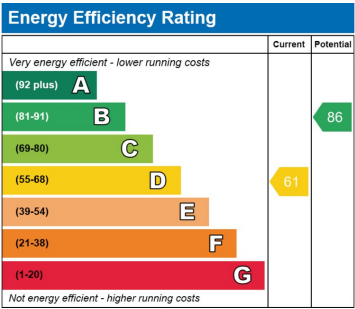 Energy Efficiency Rating
Current Potential
Very energy efficient - lower running costs
(92 plus) A
(81-91) B
86
(69-80) C
(55-68) D
61
(39-54) E
(21-38) F
(1-20) G
Not energy efficient - higher running costs